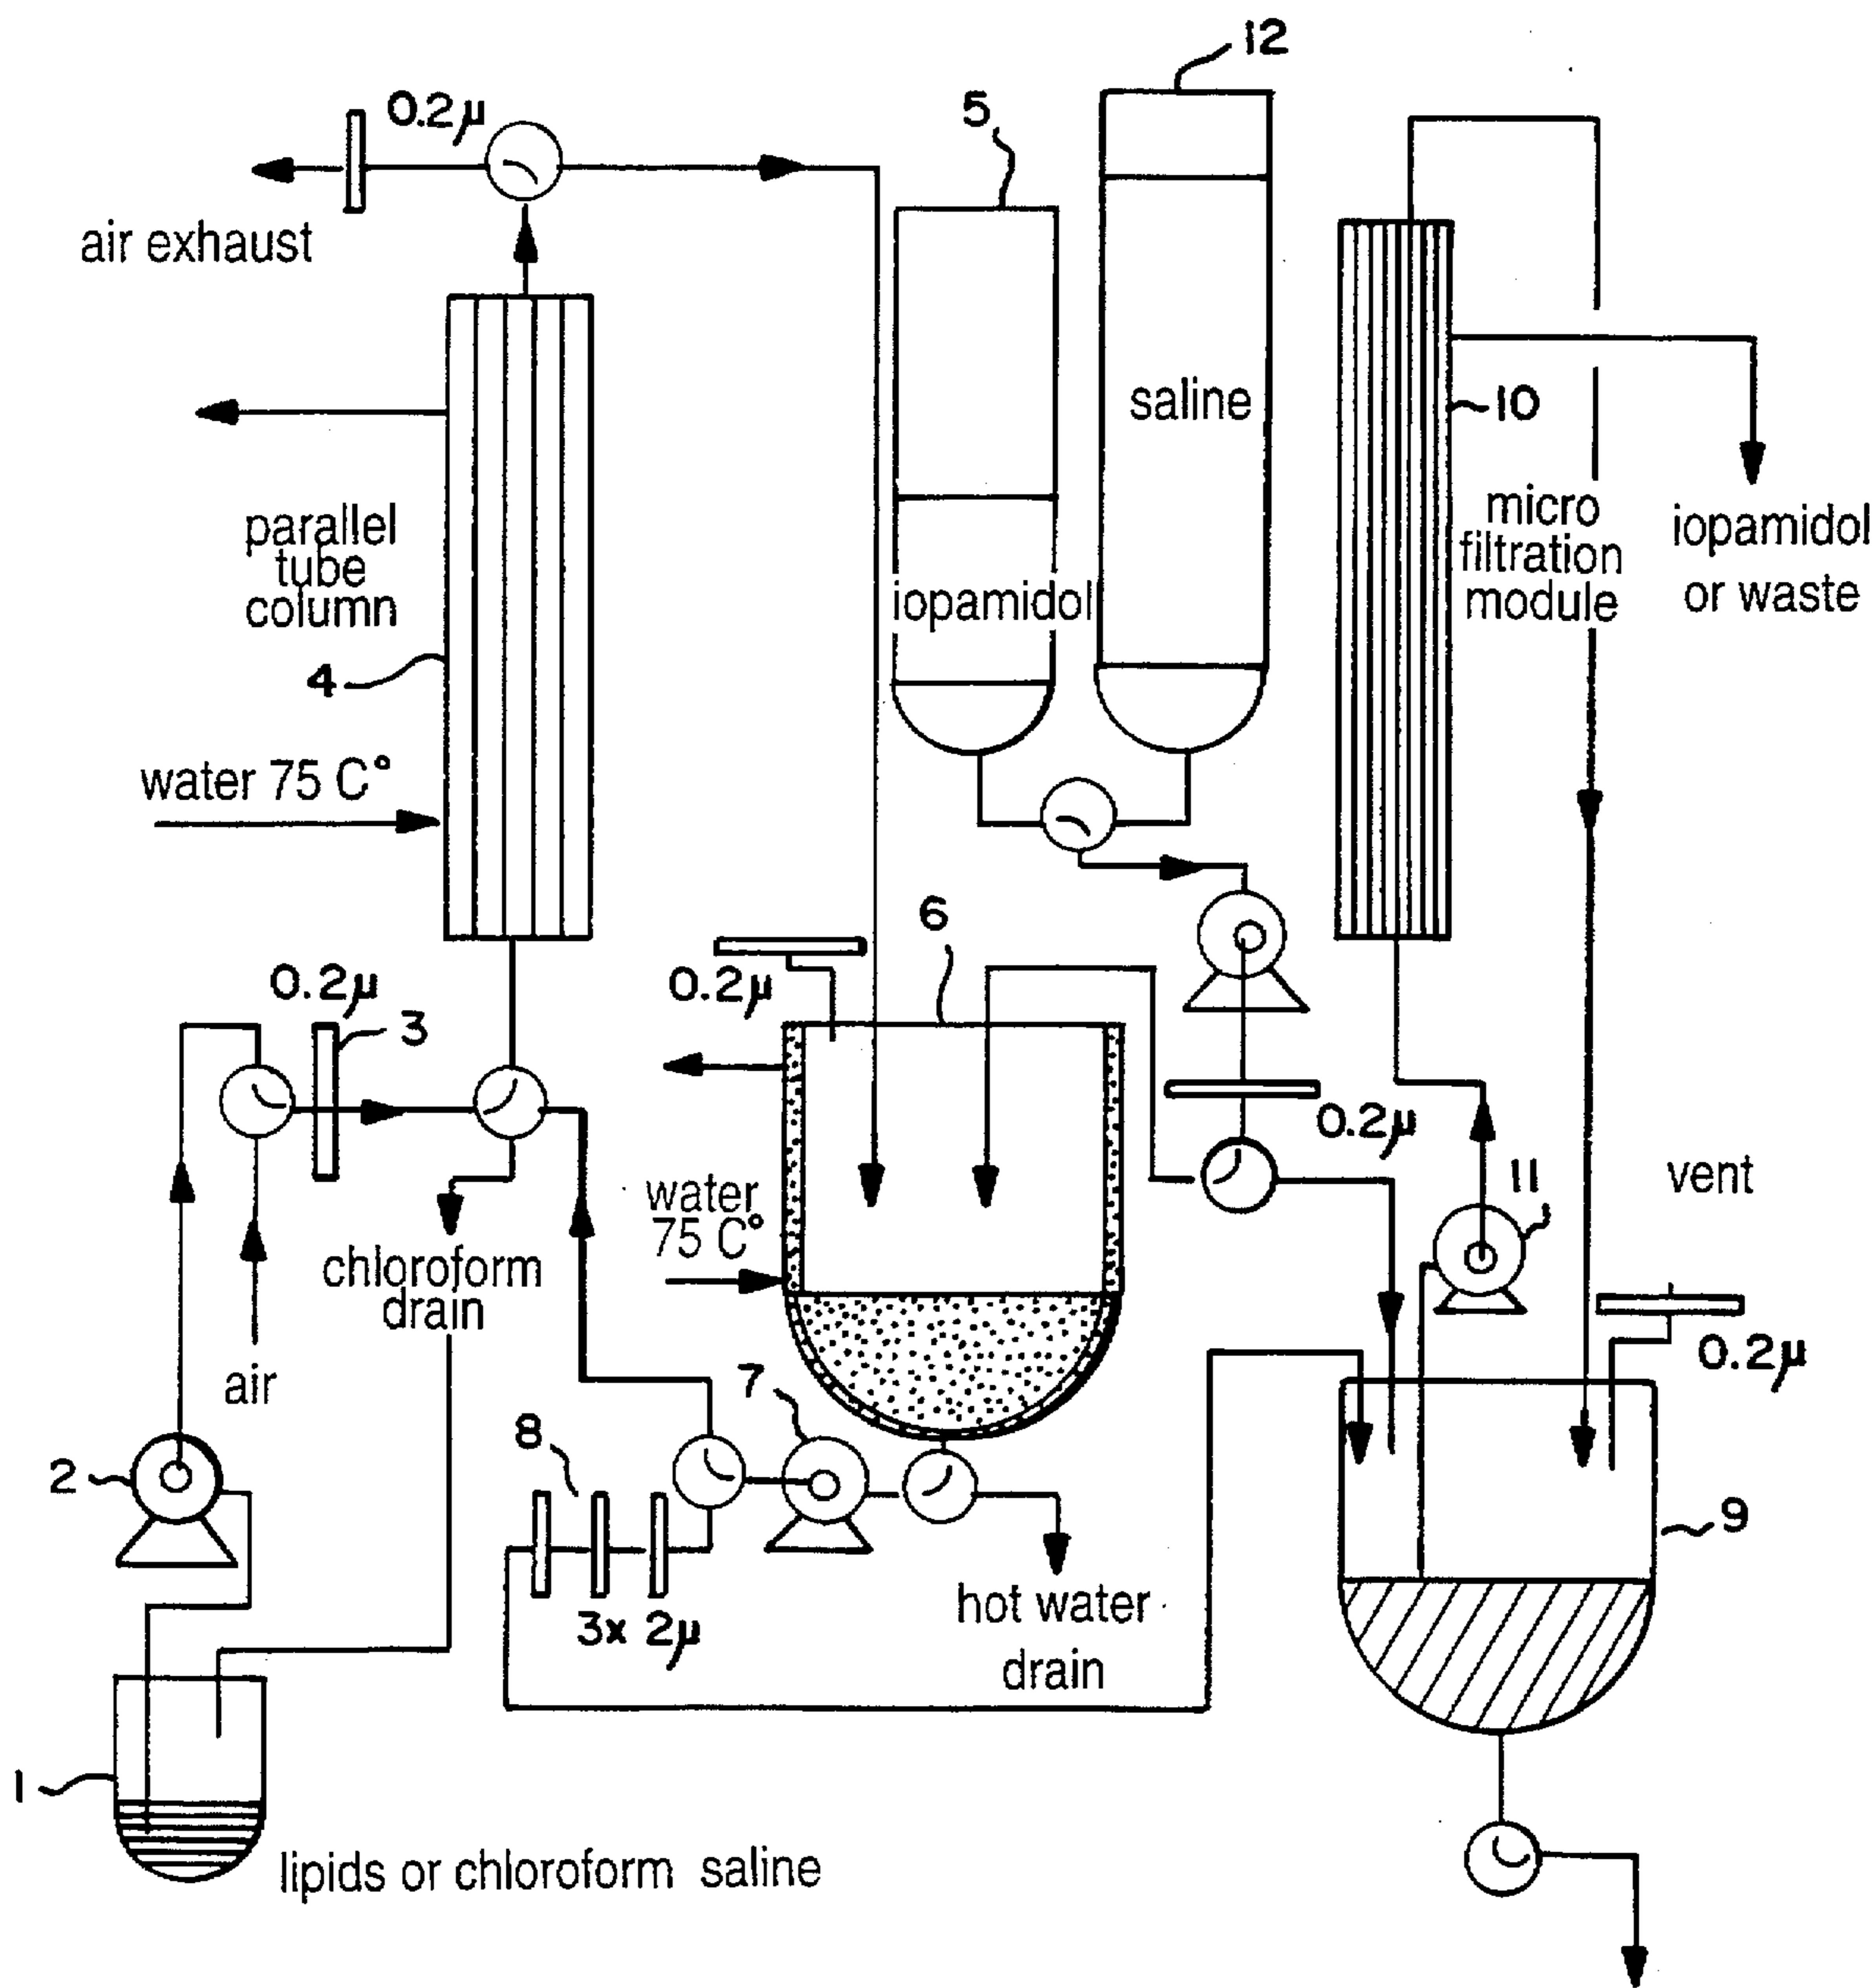 12
0.2μ
5
air exhaust
saline
10
parallel
tube
column
micro
filtration
module
iopamidol
or waste
iopamidol
4
water 75 C°
6
0.2μ
0.2μ
3
0.2μ
11
vent
water
75 C°
chloroform
drain
air
7
0.2μ
8
2
9
3x 2μ
hot water
drain
1
lipids or chloroform saline